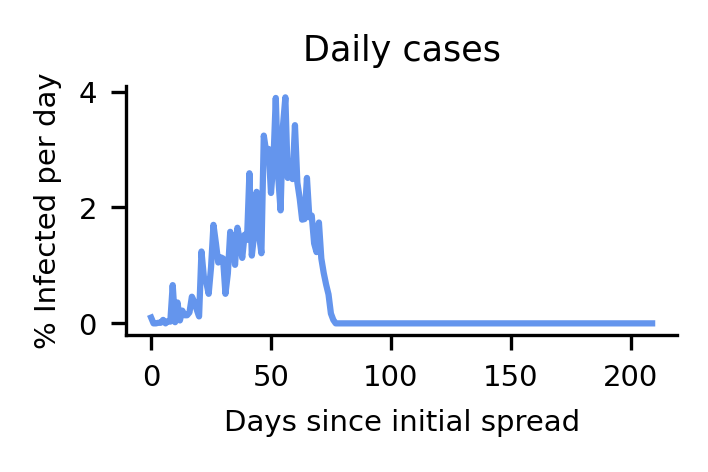 Daily cases
% Infected per day
4
2
0
0 50 100 150 200
Days since initial spread